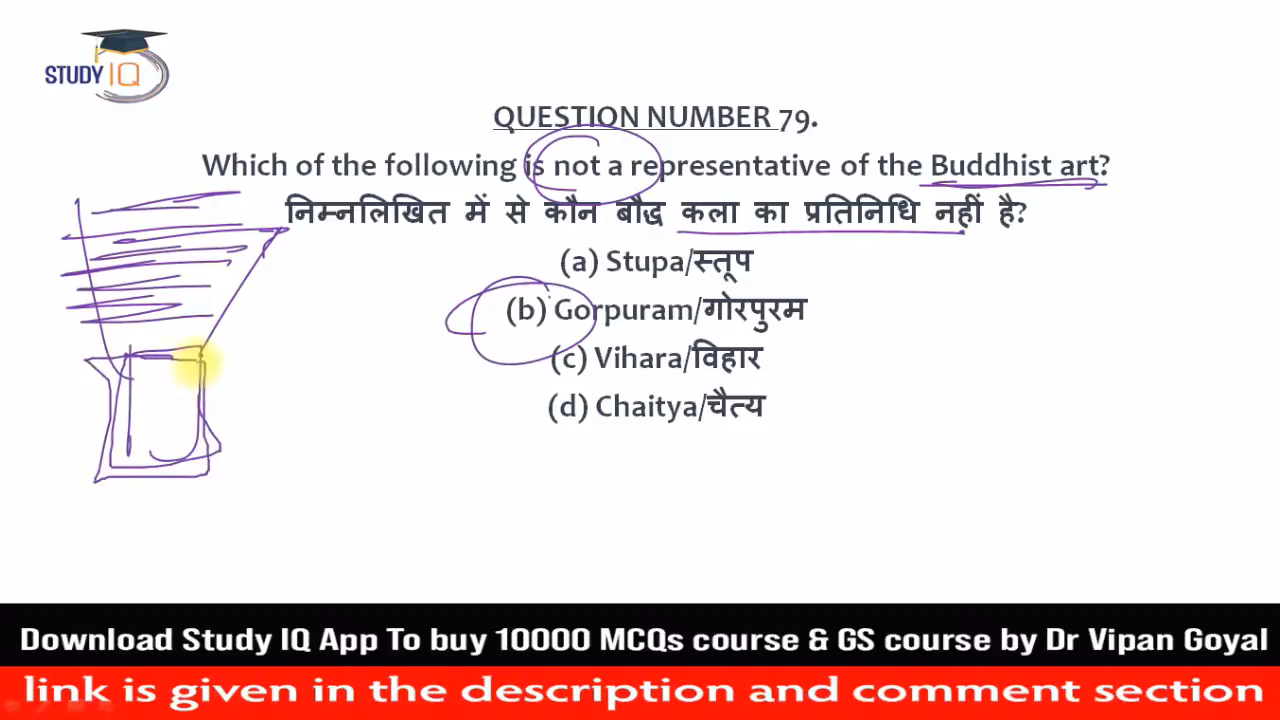 STUDY IQ
QUESTION NUMBER 79.
Which of the following is not a representative of the Buddhist art?
निम्नलिखित में से कौन बौद्ध कला का प्रतिनिधि नहीं है?
(a) Stupa/स्तूप
(b) Gorpuram/गोरपुरम
(c) Vihara/विहार
(d) Chaitya/चैत्य
Download Study IQ App To buy 10000 MCQs course & GS course by Dr Vipan Goyal
link is given in the description and comment section